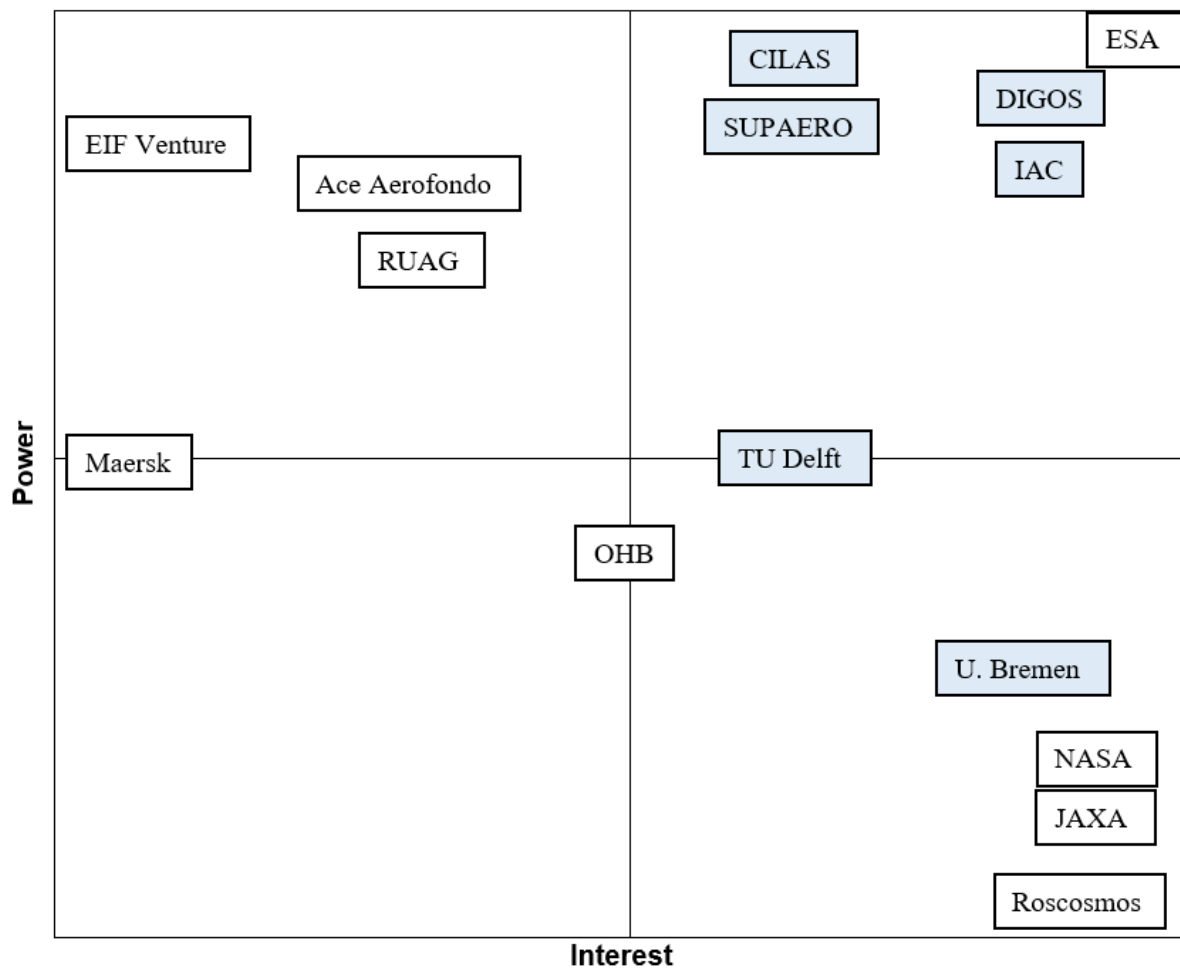 ESA
CILAS
DIGOS
SUPAERO
EIF Venture
IAC
Ace Aerofondo
RUAG
Power
Maersk
TU Delft
OHB
U. Bremen
NASA
JAXA
Roscosmos
Interest